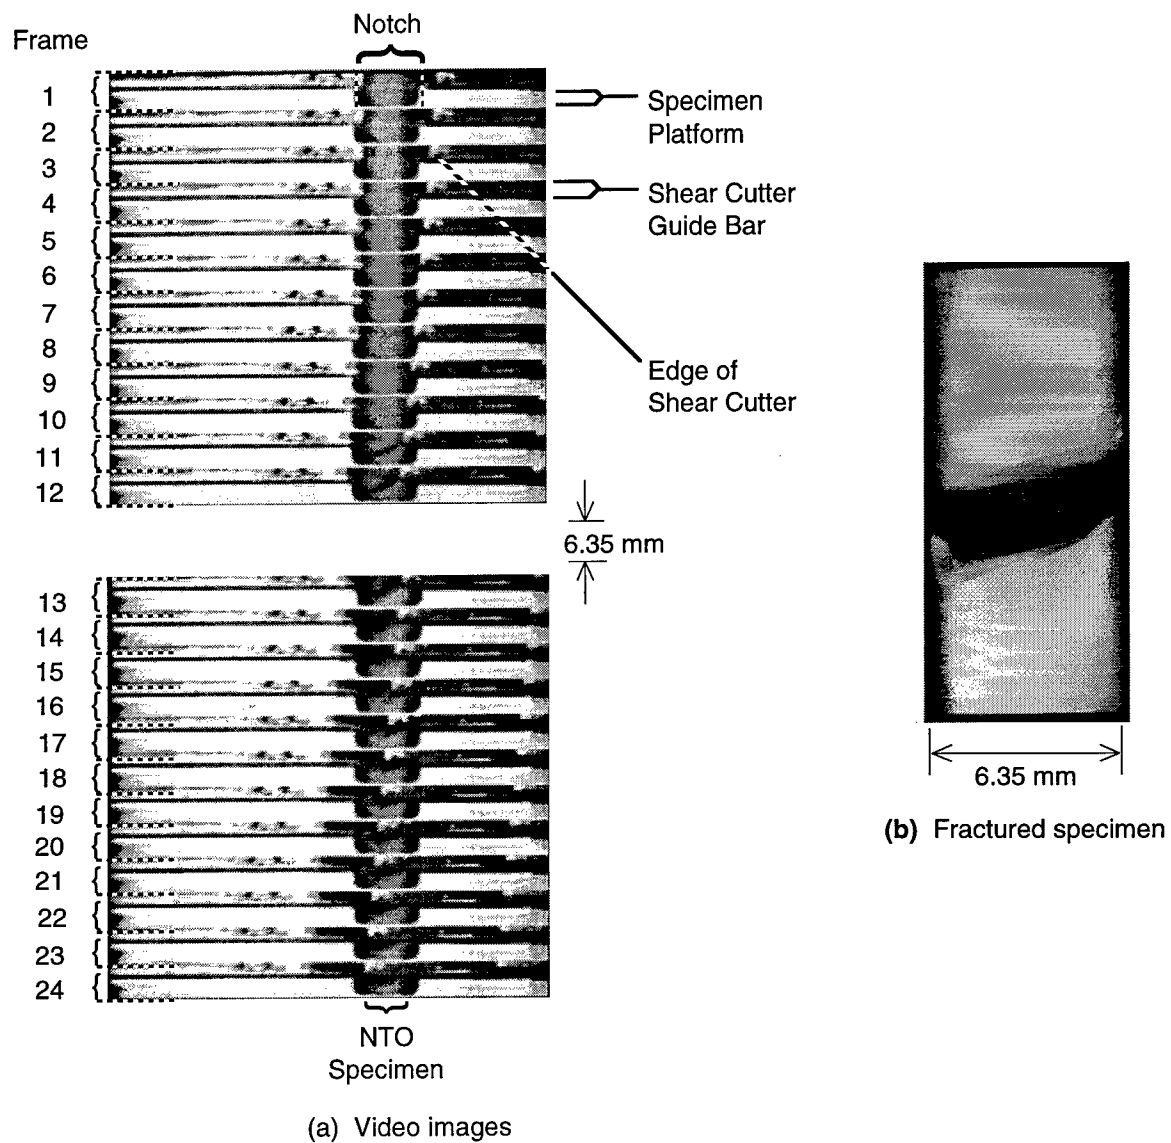 Notch
Frame
1
2
3
4
5
6
7
8
9
10
11
12
Specimen
Platform
Shear Cutter
Guide Bar
Edge of
Shear Cutter
6.35 mm
13
14
15
16
17
18
19
20
21
22
23
24
NTO
Specimen
(a) Video images
6.35 mm
(b) Fractured specimen